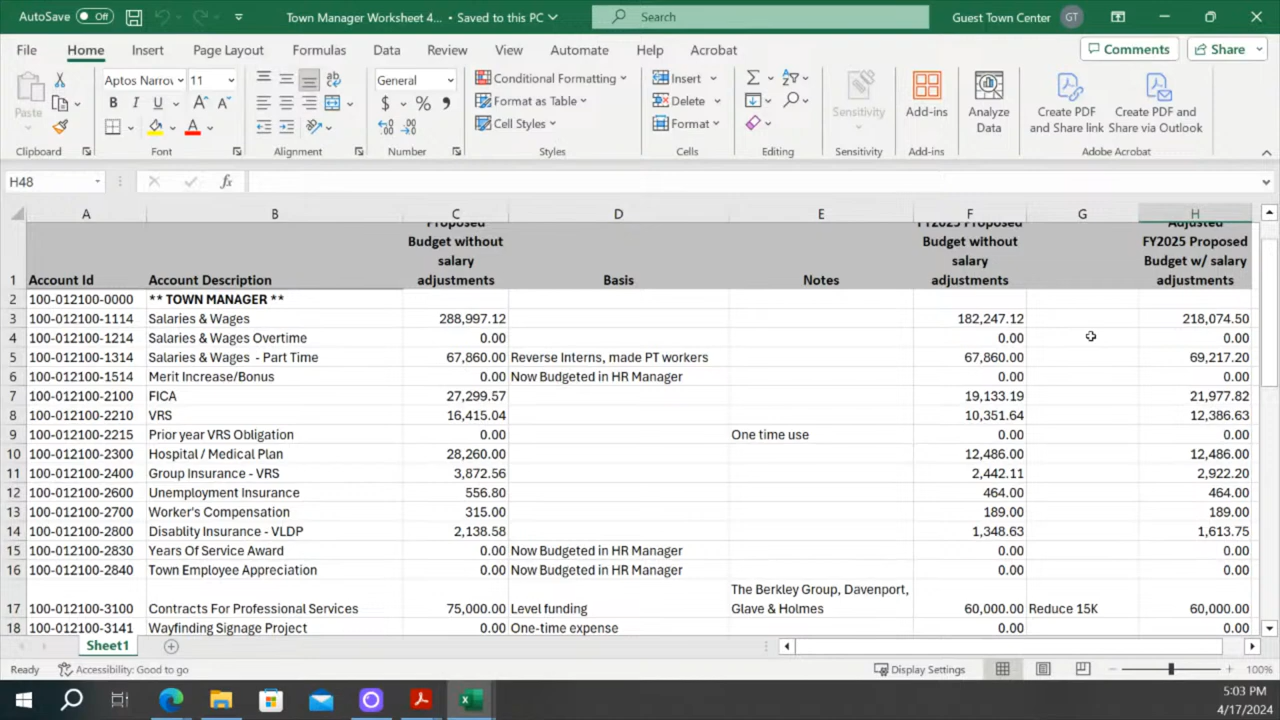 AutoSave Off Town Manager Worksheet 4... • Saved to this PC Search Guest Town Center GT
File Home Insert Page Layout Formulas Data Review View Automate Help Acrobat Comments Share
Paste Aptos Narrov 11 B I U A A A
ab General $ % 9
Conditional Formatting
Format as Table
Cell Styles
Insert
Delete
Format
Sensitivity Add-ins Analyze Data Create PDF and Share link Create PDF and Share via Outlook
Clipboard Font Alignment Number Styles Cells Editing Sensitivity Add-ins Adobe Acrobat
H48 fx
A B C D E F G H
1 Account Id Account Description Proposed Budget without salary adjustments Basis Notes FY2025 Proposed Budget without salary adjustments Adjusted FY2025 Proposed Budget w/ salary adjustments
2 100-012100-0000 ** TOWN MANAGER **
3 100-012100-1114 Salaries & Wages 288,997.12 182,247.12 218,074.50
4 100-012100-1214 Salaries & Wages Overtime 0.00 0.00 0.00
5 100-012100-1314 Salaries & Wages - Part Time 67,860.00 Reverse Interns, made PT workers 67,860.00 69,217.20
6 100-012100-1514 Merit Increase/Bonus 0.00 Now Budgeted in HR Manager 0.00 0.00
7 100-012100-2100 FICA 27,299.57 19,133.19 21,977.82
8 100-012100-2210 VRS 16,415.04 10,351.64 12,386.63
9 100-012100-2215 Prior year VRS Obligation 0.00 One time use 0.00 0.00
10 100-012100-2300 Hospital / Medical Plan 28,260.00 12,486.00 12,486.00
11 100-012100-2400 Group Insurance - VRS 3,872.56 2,442.11 2,922.20
12 100-012100-2600 Unemployment Insurance 556.80 464.00 464.00
13 100-012100-2700 Worker's Compensation 315.00 189.00 189.00
14 100-012100-2800 Disablity Insurance - VLDP 2,138.58 1,348.63 1,613.75
15 100-012100-2830 Years Of Service Award 0.00 Now Budgeted in HR Manager 0.00 0.00
16 100-012100-2840 Town Employee Appreciation 0.00 Now Budgeted in HR Manager 0.00 0.00
17 100-012100-3100 Contracts For Professional Services 75,000.00 Level funding The Berkley Group, Davenport, Glave & Holmes 60,000.00 Reduce 15K 60,000.00
18 100-012100-3141 Wayfinding Signage Project 0.00 One-time expense 0.00 0.00
Sheet1
Ready Accessibility: Good to go Display Settings 100%
5:03 PM
4/17/2024